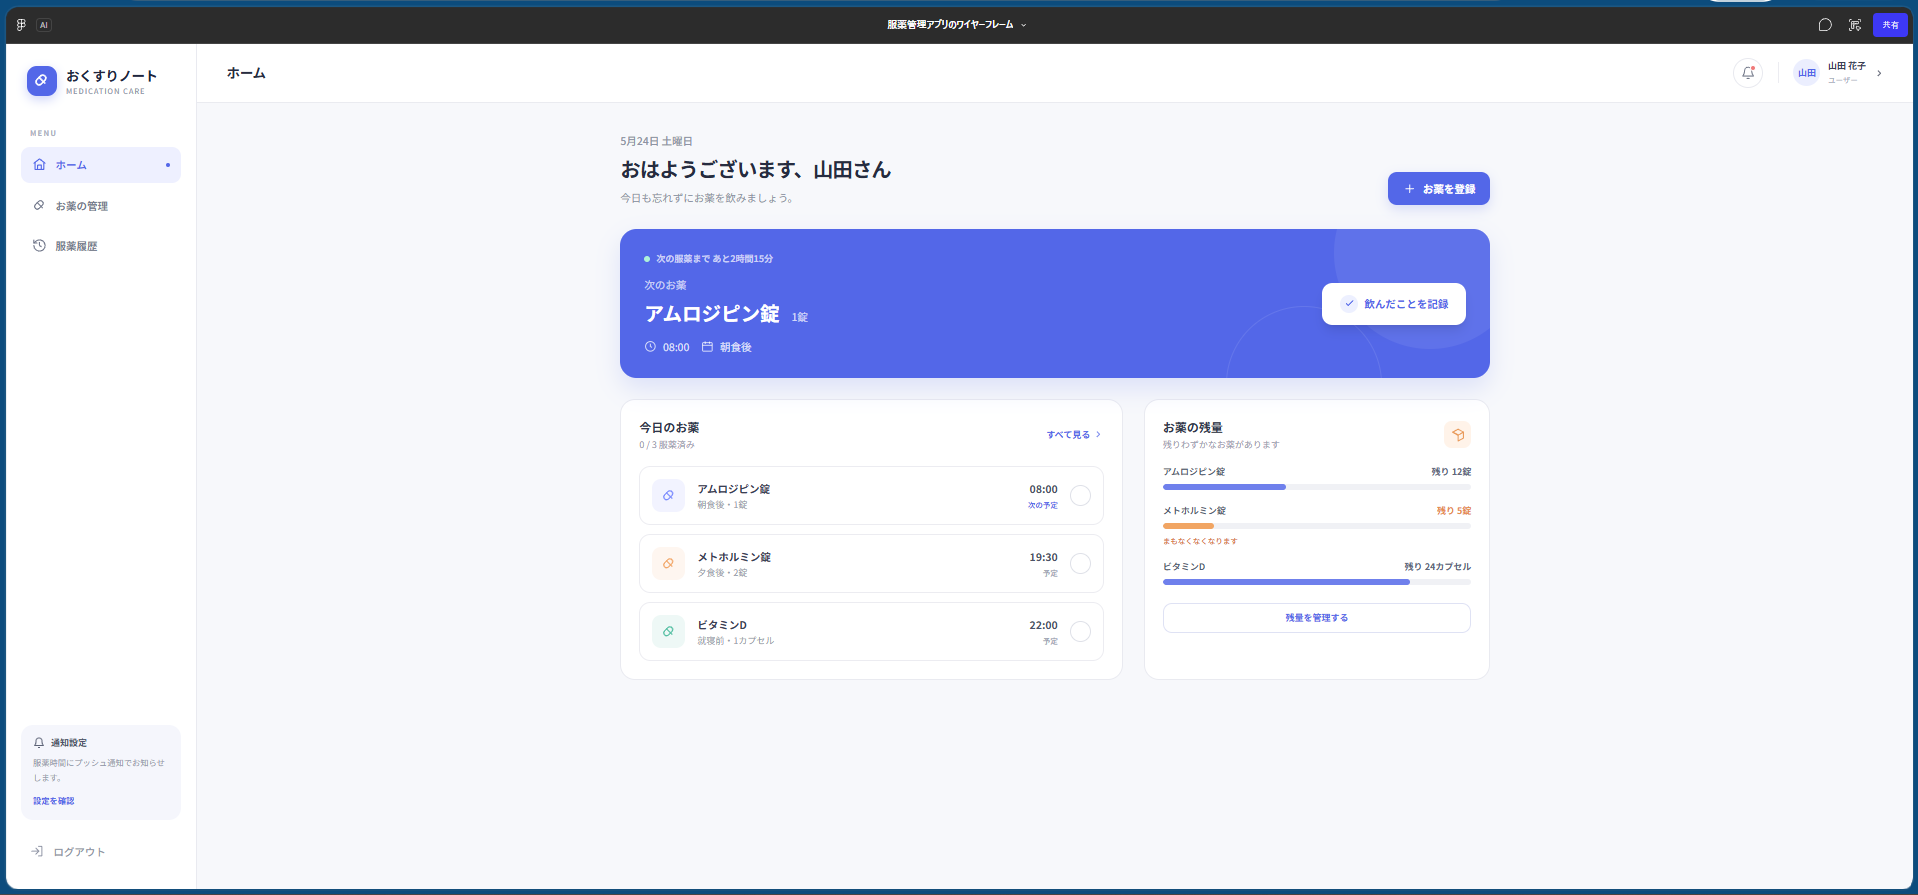 AI
服薬管理アプリのワイヤーフレーム
共有
おくすりノート
MEDICATION CARE
MENU
ホーム
お薬の管理
服薬履歴
通知設定
服薬時間にプッシュ通知でお知らせ
します。
設定を確認
ログアウト
ホーム
山田
山田 花子
ユーザー
5月24日 土曜日
おはようございます、山田さん
今日も忘れずにお薬を飲みましょう。
お薬を登録
次の服薬まで あと2時間15分
次のお薬
アムロジピン錠 1錠
08:00 朝食後
飲んだことを記録
今日のお薬
0 / 3 服薬済み
すべて見る
アムロジピン錠
朝食後・1錠
08:00
次の予定
メトホルミン錠
夕食後・2錠
19:30
予定
ビタミンD
就寝前・1カプセル
22:00
予定
お薬の残量
残りわずかなお薬があります
アムロジピン錠 残り 12錠
メトホルミン錠 残り 5錠
まもなくなくなります
ビタミンD 残り 24カプセル
残量を管理する